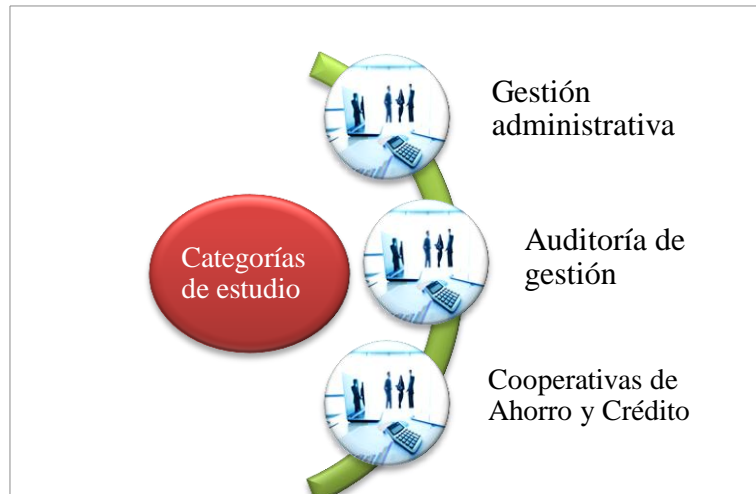 Gestión
administrativa
Categorías
de estudio
Auditoría de
gestión
Cooperativas de
Ahorro y Crédito